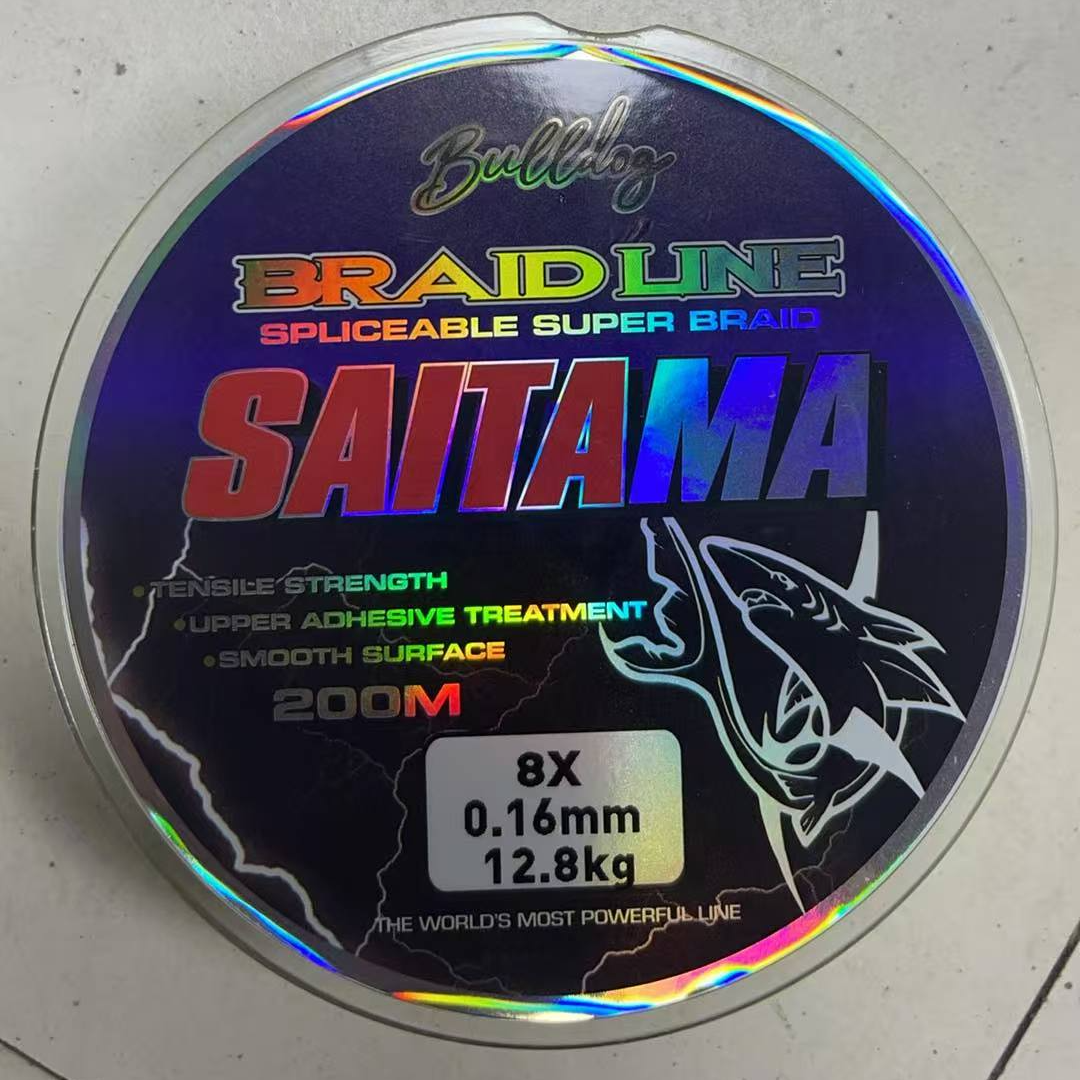 Bulldog
BRAID LINE
SPLICEABLE SUPER BRAID
SAITAMA
•TENSILE STRENGTH
•UPPER ADHESIVE TREATMENT
•SMOOTH SURFACE
200M
8X
0.16mm
12.8kg
THE WORLD'S MOST POWERFUL LINE